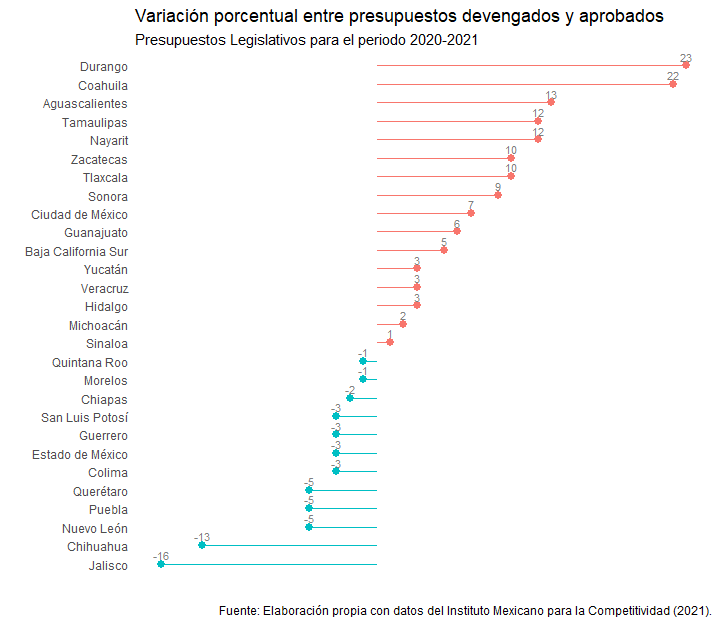 Variación porcentual entre presupuestos devengados y aprobados
Presupuestos Legislativos para el periodo 2020-2021
Durango 23
Coahuila 22
Aguascalientes 13
Tamaulipas 12
Nayarit 12
Zacatecas 10
Tlaxcala 10
Sonora 9
Ciudad de México 7
Guanajuato 6
Baja California Sur 5
Yucatán 3
Veracruz 3
Hidalgo 3
Michoacán 2
Sinaloa 1
Quintana Roo -1
Morelos -1
Chiapas -2
San Luis Potosí -3
Guerrero -3
Estado de México -3
Colima -3
Querétaro -5
Puebla -5
Nuevo León -5
Chihuahua -13
Jalisco -16
Fuente: Elaboración propia con datos del Instituto Mexicano para la Competitividad (2021).